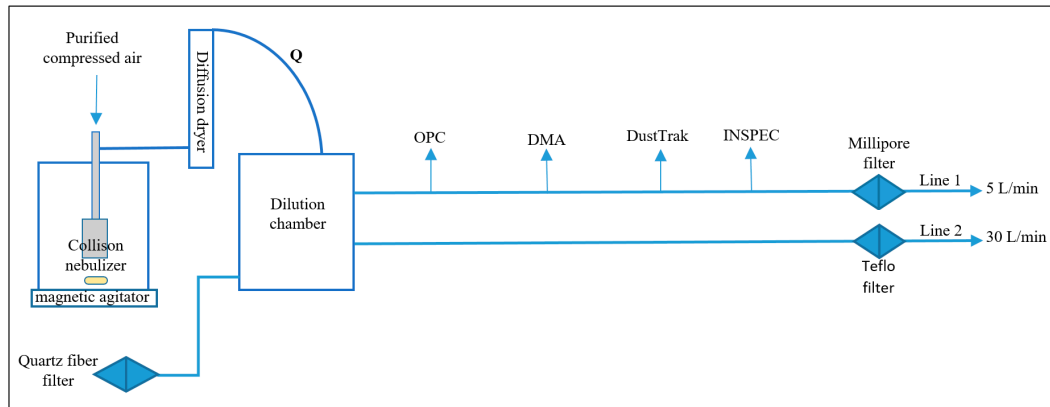 Purified
compressed air
Diffusion dryer
Q
OPC
DMA
DustTrak
INSPEC
Millipore
filter
Line 1
5 L/min
Dilution
chamber
Line 2
30 L/min
Teflo
filter
Collison
nebulizer
magnetic agitator
Quartz fiber
filter